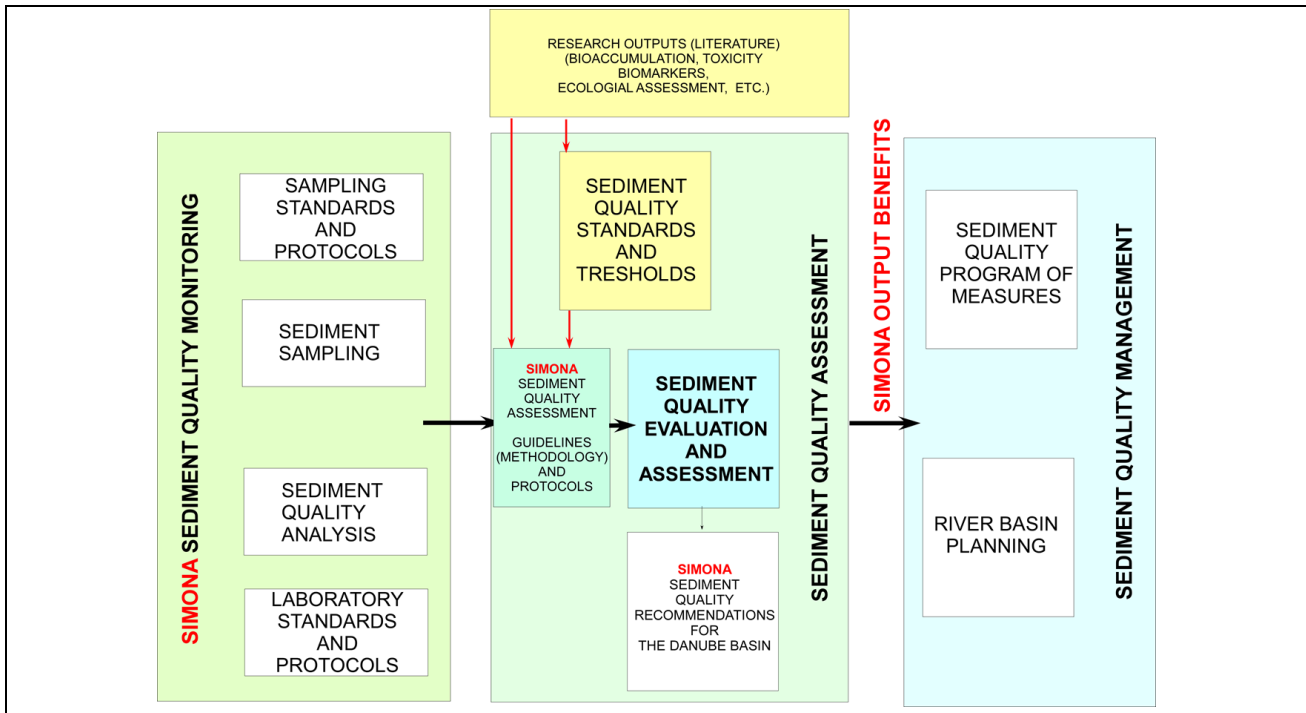 RESEARCH OUTPUTS (LITERATURE)
(BIOACCUMULATION, TOXICITY
BIOMARKERS,
ECOLOGIAL ASSESSMENT, ETC.)
SIMONA SEDIMENT QUALITY MONITORING
SAMPLING
STANDARDS
AND
PROTOCOLS
SEDIMENT
SAMPLING
SEDIMENT
QUALITY
ANALYSIS
LABORATORY
STANDARDS
AND
PROTOCOLS
SEDIMENT
QUALITY
STANDARDS
AND
TRESHOLDS
SIMONA
SEDIMENT
QUALITY
ASSESSMENT
GUIDELINES
(METHODOLOGY)
AND
PROTOCOLS
SEDIMENT
QUALITY
EVALUATION
AND
ASSESSMENT
SIMONA
SEDIMENT
QUALITY
RECOMMENDATIONS
FOR
THE DANUBE BASIN
SEDIMENT QUALITY ASSESSMENT
SIMONA OUTPUT BENEFITS
SEDIMENT
QUALITY
PROGRAM OF
MEASURES
RIVER BASIN
PLANNING
SEDIMENT QUALITY MANAGEMENT